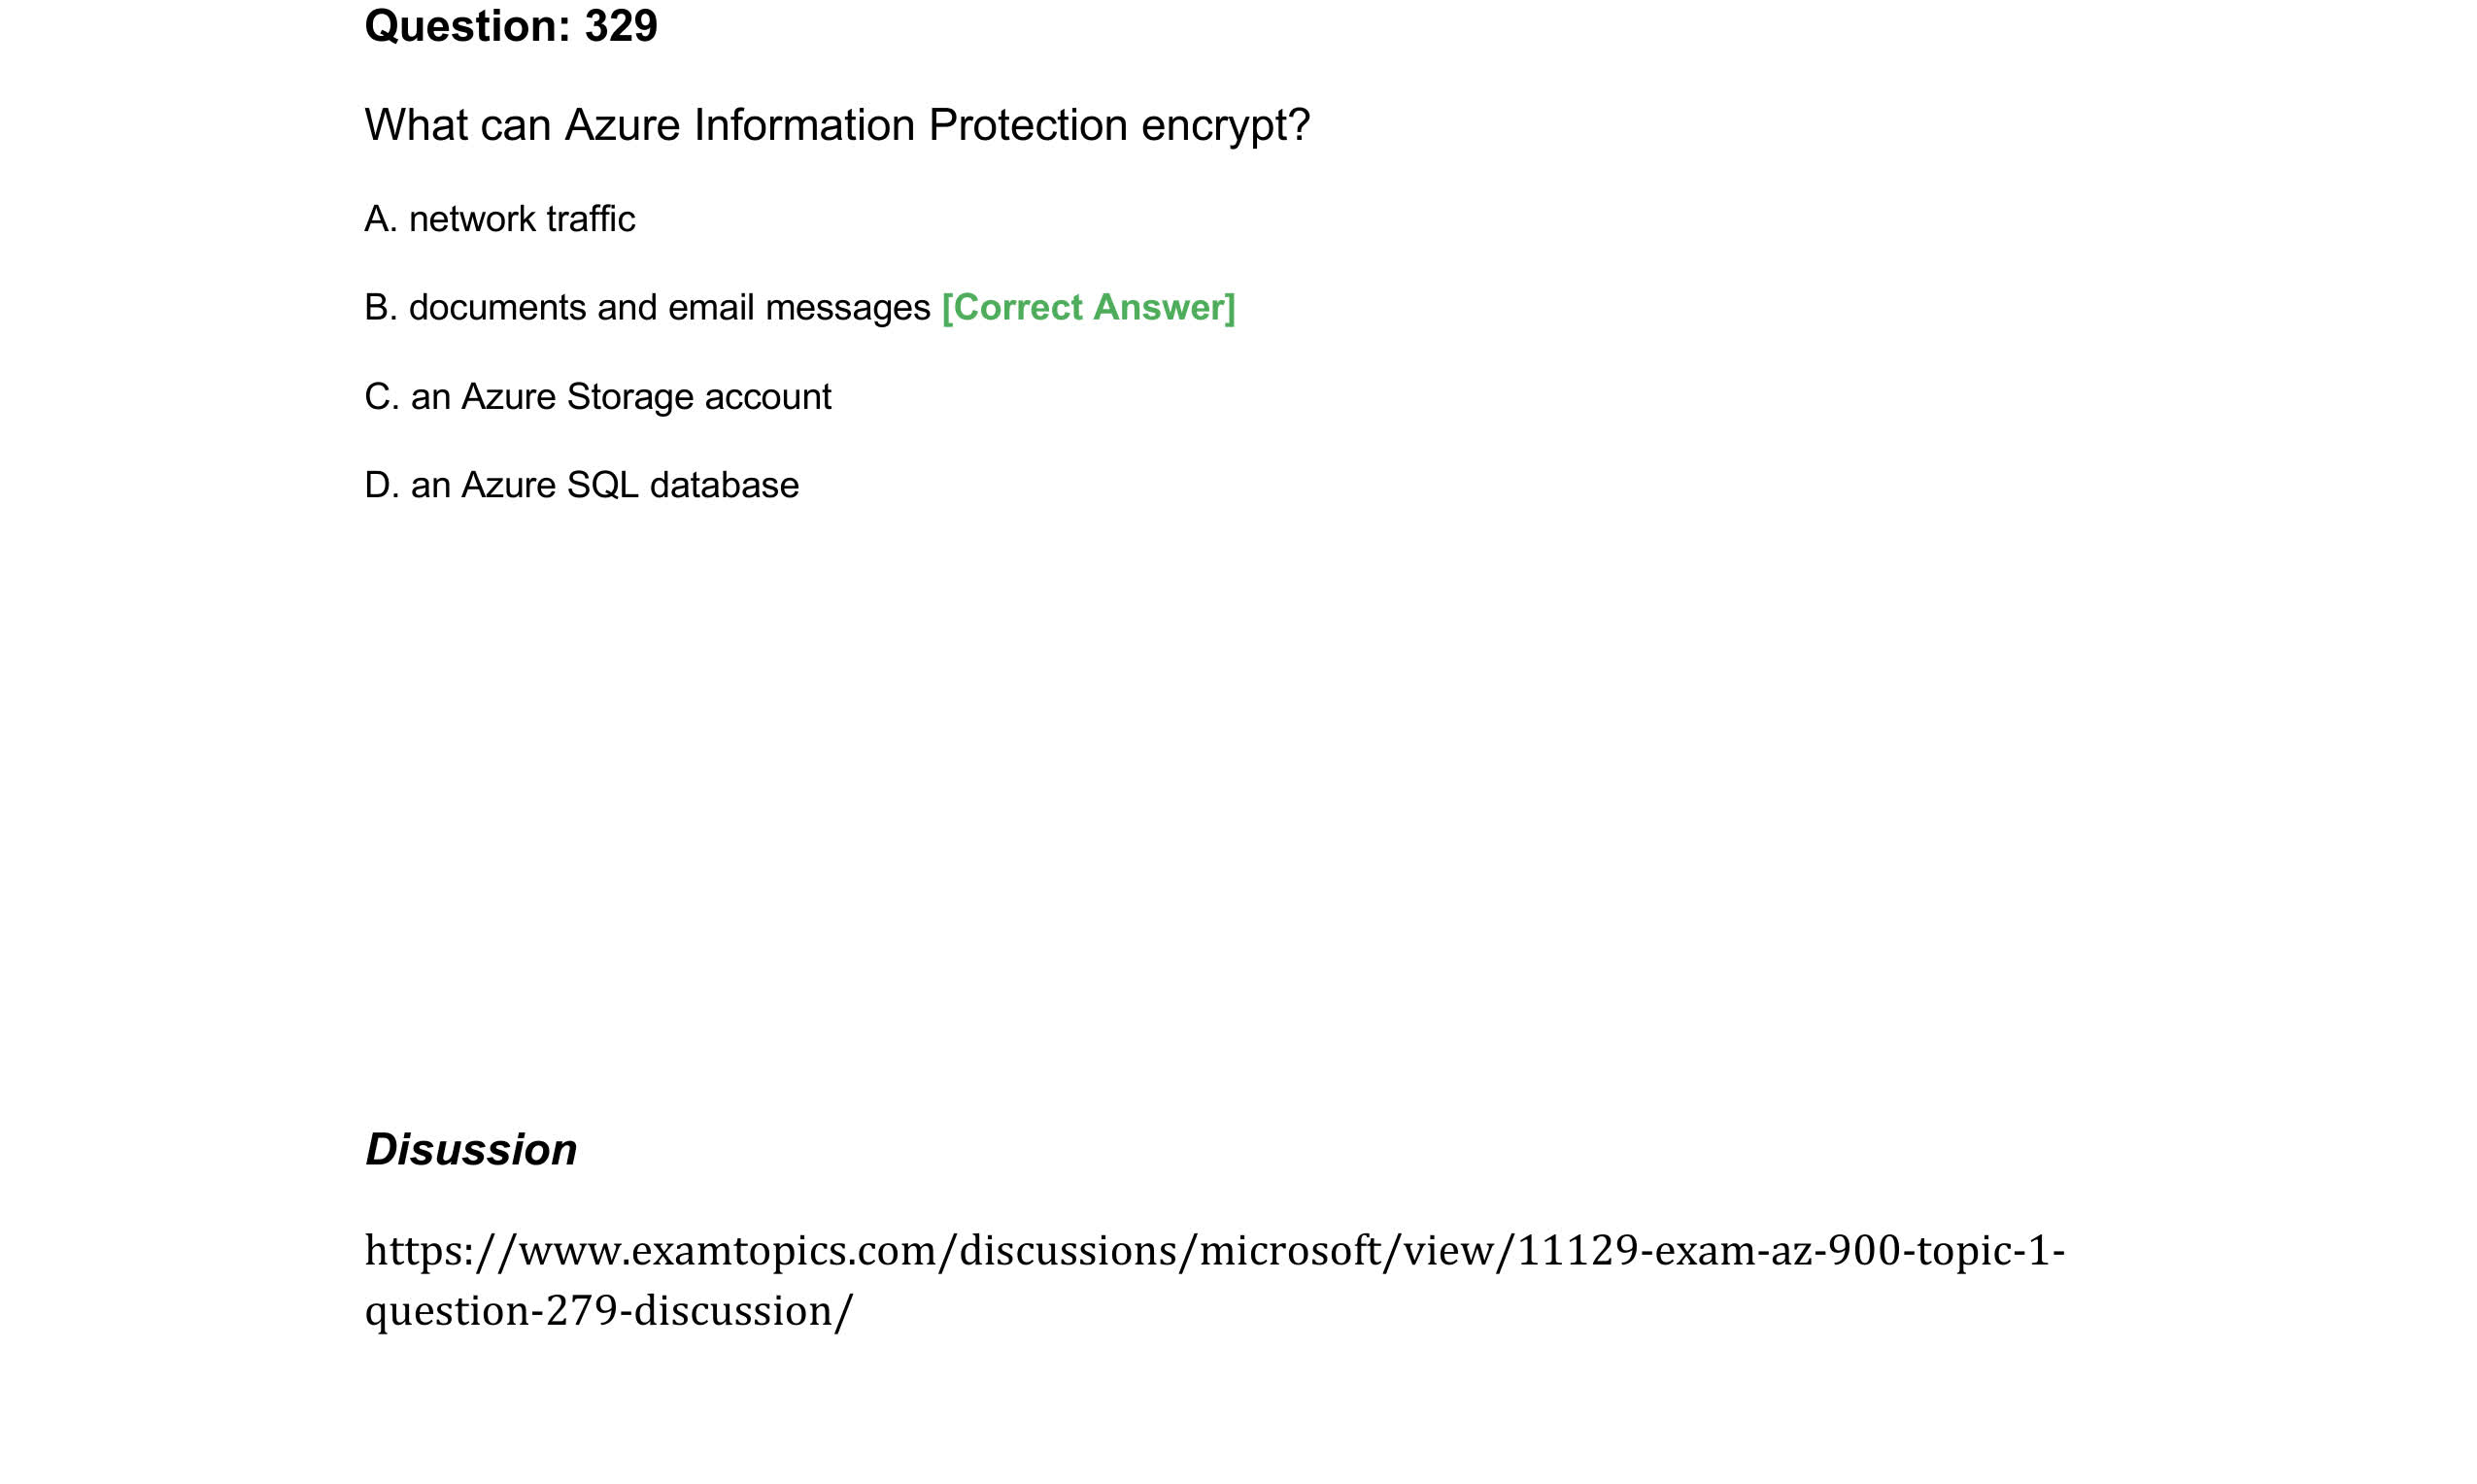 Question: 329
What can Azure Information Protection encrypt?
A. network traffic
B. documents and email messages [Correct Answer]
C. an Azure Storage account
D. an Azure SQL database
Disussion
https://www.examtopics.com/discussions/microsoft/view/11129-exam-az-900-topic-1-
question-279-discussion/